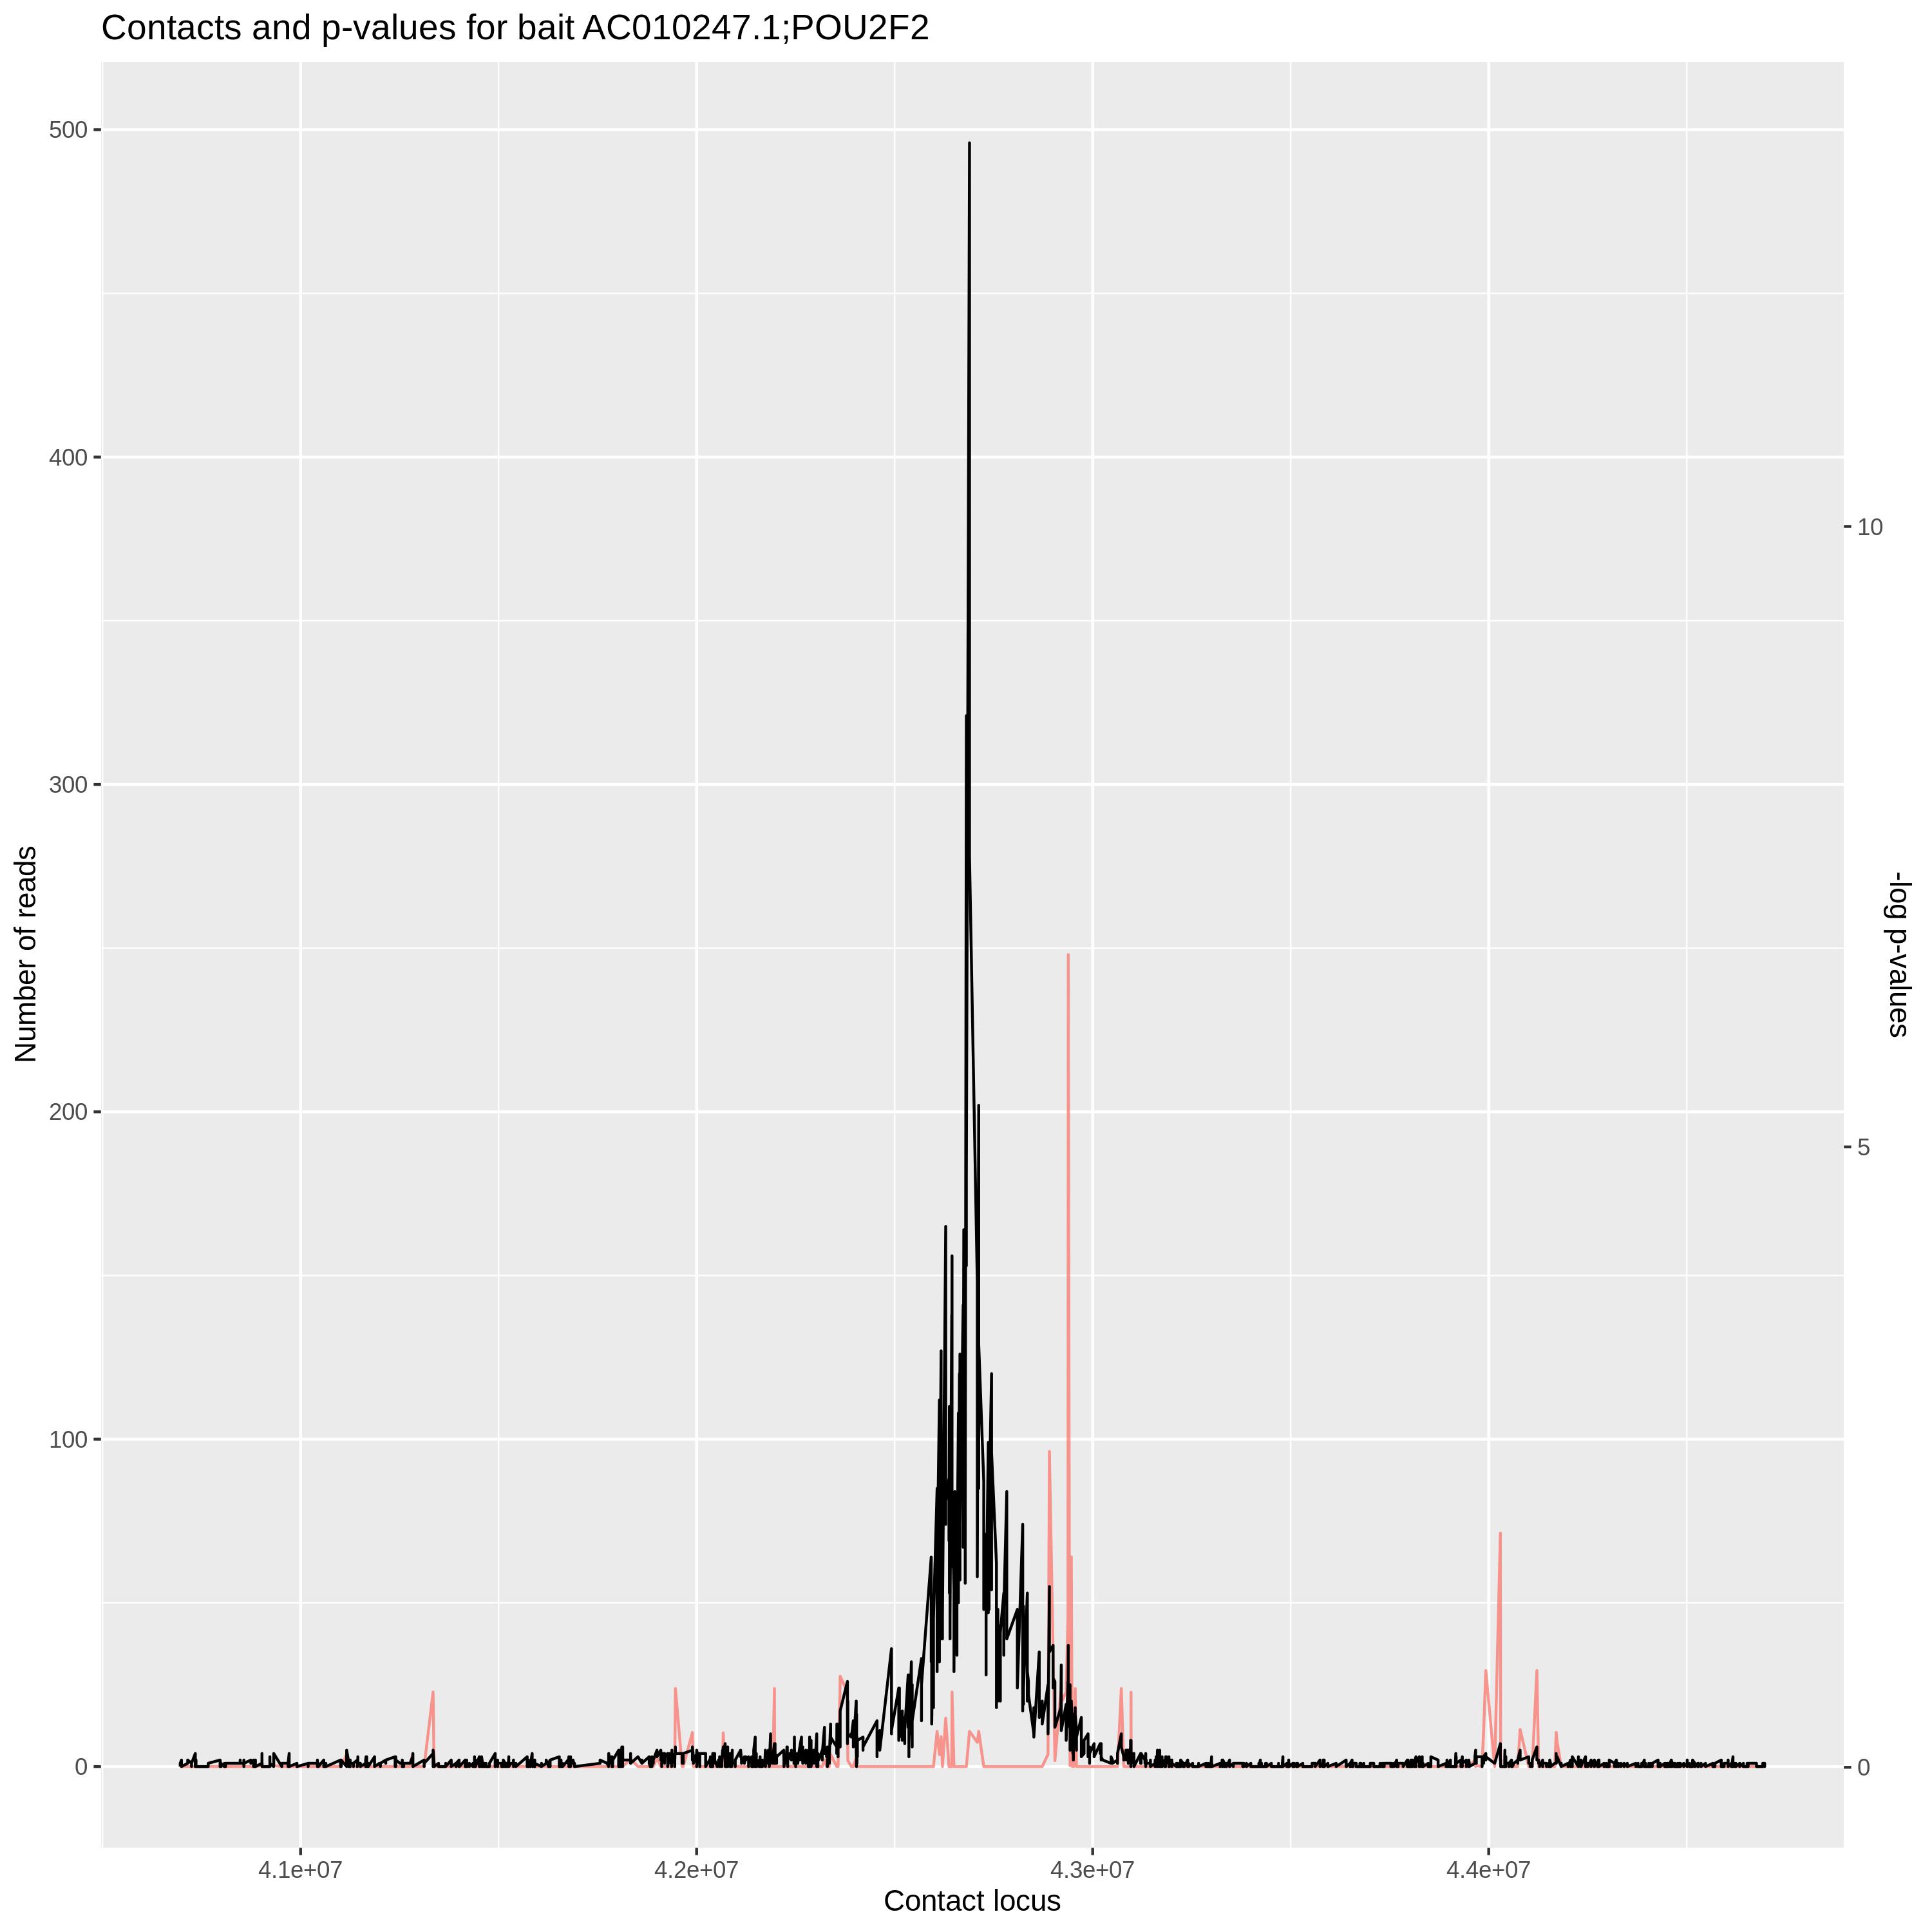 Contacts and p-values for bait AC010247.1;POU2F2
500
400
300
200
100
0
Number of reads
10
5
0
-log p-values
4.1e+07
4.2e+07
4.3e+07
4.4e+07
Contact locus